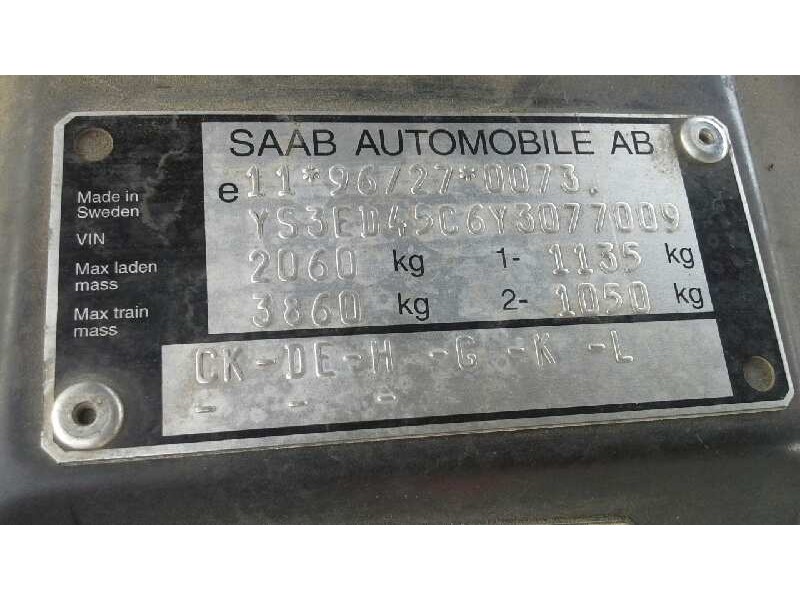 SAAB AUTOMOBILE AB
e11*96/27*0073.
Made in
Sweden
VIN YS3ED45C6Y3077009
Max laden
mass 2060 kg 1- 1135 kg
Max train
mass 3860 kg 2- 1050 kg
CK-DE-H -G -K -L
- - -